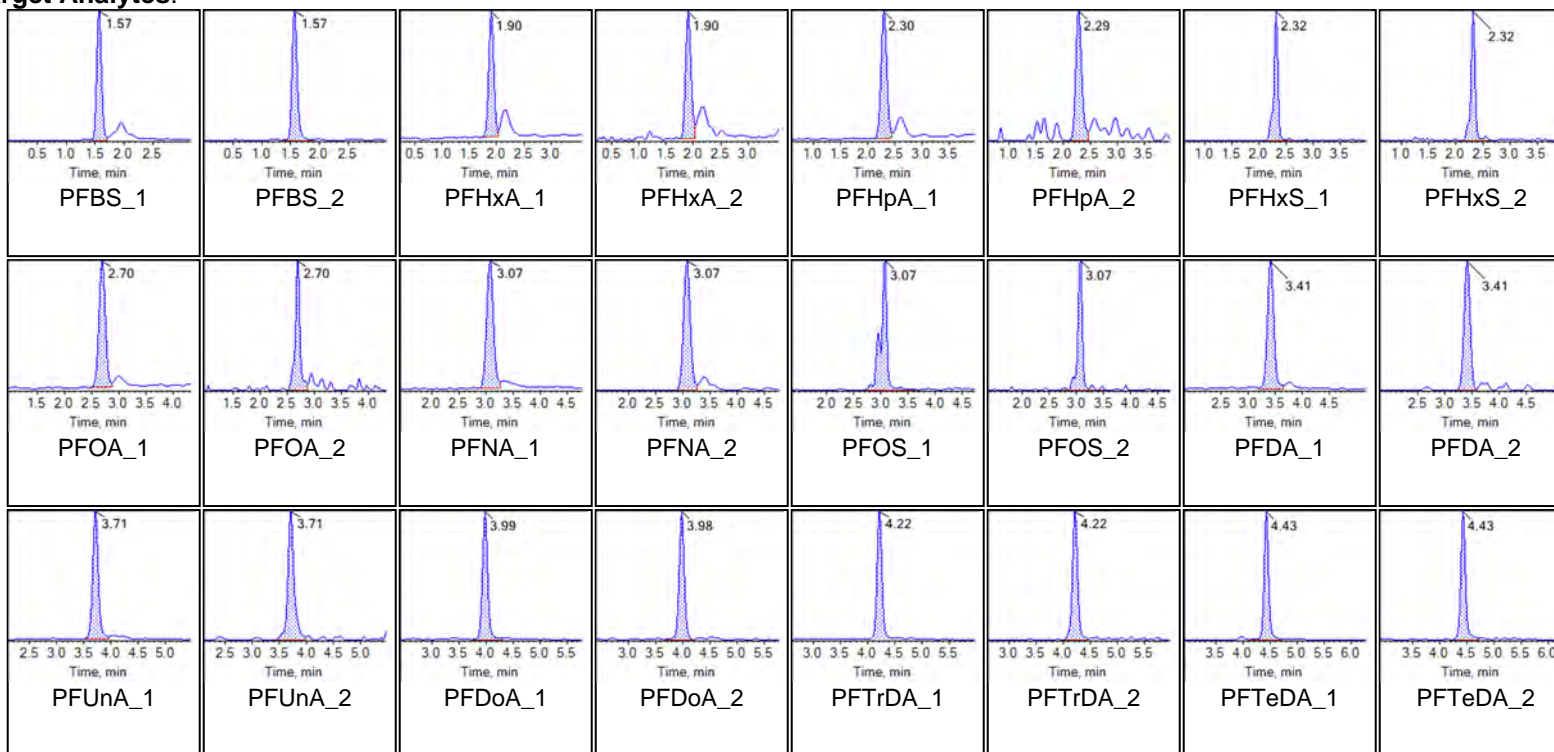 Target Analytes:
1.57 1.57 1.90 1.90 2.30 2.29 2.32 2.32
0.5 1.0 1.5 2.0 2.5 0.5 1.0 1.5 2.0 2.5 0.5 1.0 1.5 2.0 2.5 3.0 0.5 1.0 1.5 2.0 2.5 3.0 1.0 1.5 2.0 2.5 3.0 3.5 1.0 1.5 2.0 2.5 3.0 3.5 1.0 1.5 2.0 2.5 3.0 3.5 1.0 1.5 2.0 2.5 3.0 3.5
Time, min Time, min Time, min Time, min Time, min Time, min Time, min Time, min
PFBS_1 PFBS_2 PFHxA_1 PFHxA_2 PFHpA_1 PFHpA_2 PFHxS_1 PFHxS_2
2.70 2.70 3.07 3.07 3.07 3.07 3.41 3.41
1.5 2.0 2.5 3.0 3.5 4.0 1.5 2.0 2.5 3.0 3.5 4.0 2.0 2.5 3.0 3.5 4.0 4.5 2.0 2.5 3.0 3.5 4.0 4.5 2.0 2.5 3.0 3.5 4.0 4.5 2.0 2.5 3.0 3.5 4.0 4.5 2.5 3.0 3.5 4.0 4.5 2.5 3.0 3.5 4.0 4.5
Time, min Time, min Time, min Time, min Time, min Time, min Time, min Time, min
PFOA_1 PFOA_2 PFNA_1 PFNA_2 PFOS_1 PFOS_2 PFDA_1 PFDA_2
3.71 3.71 3.99 3.98 4.22 4.22 4.43 4.43
2.5 3.0 3.5 4.0 4.5 5.0 2.5 3.0 3.5 4.0 4.5 5.0 3.0 3.5 4.0 4.5 5.0 5.5 3.0 3.5 4.0 4.5 5.0 5.5 3.0 3.5 4.0 4.5 5.0 5.5 3.0 3.5 4.0 4.5 5.0 5.5 3.5 4.0 4.5 5.0 5.5 6.0 3.5 4.0 4.5 5.0 5.5 6.0
Time, min Time, min Time, min Time, min Time, min Time, min Time, min Time, min
PFUnA_1 PFUnA_2 PFDoA_1 PFDoA_2 PFTrDA_1 PFTrDA_2 PFTeDA_1 PFTeDA_2